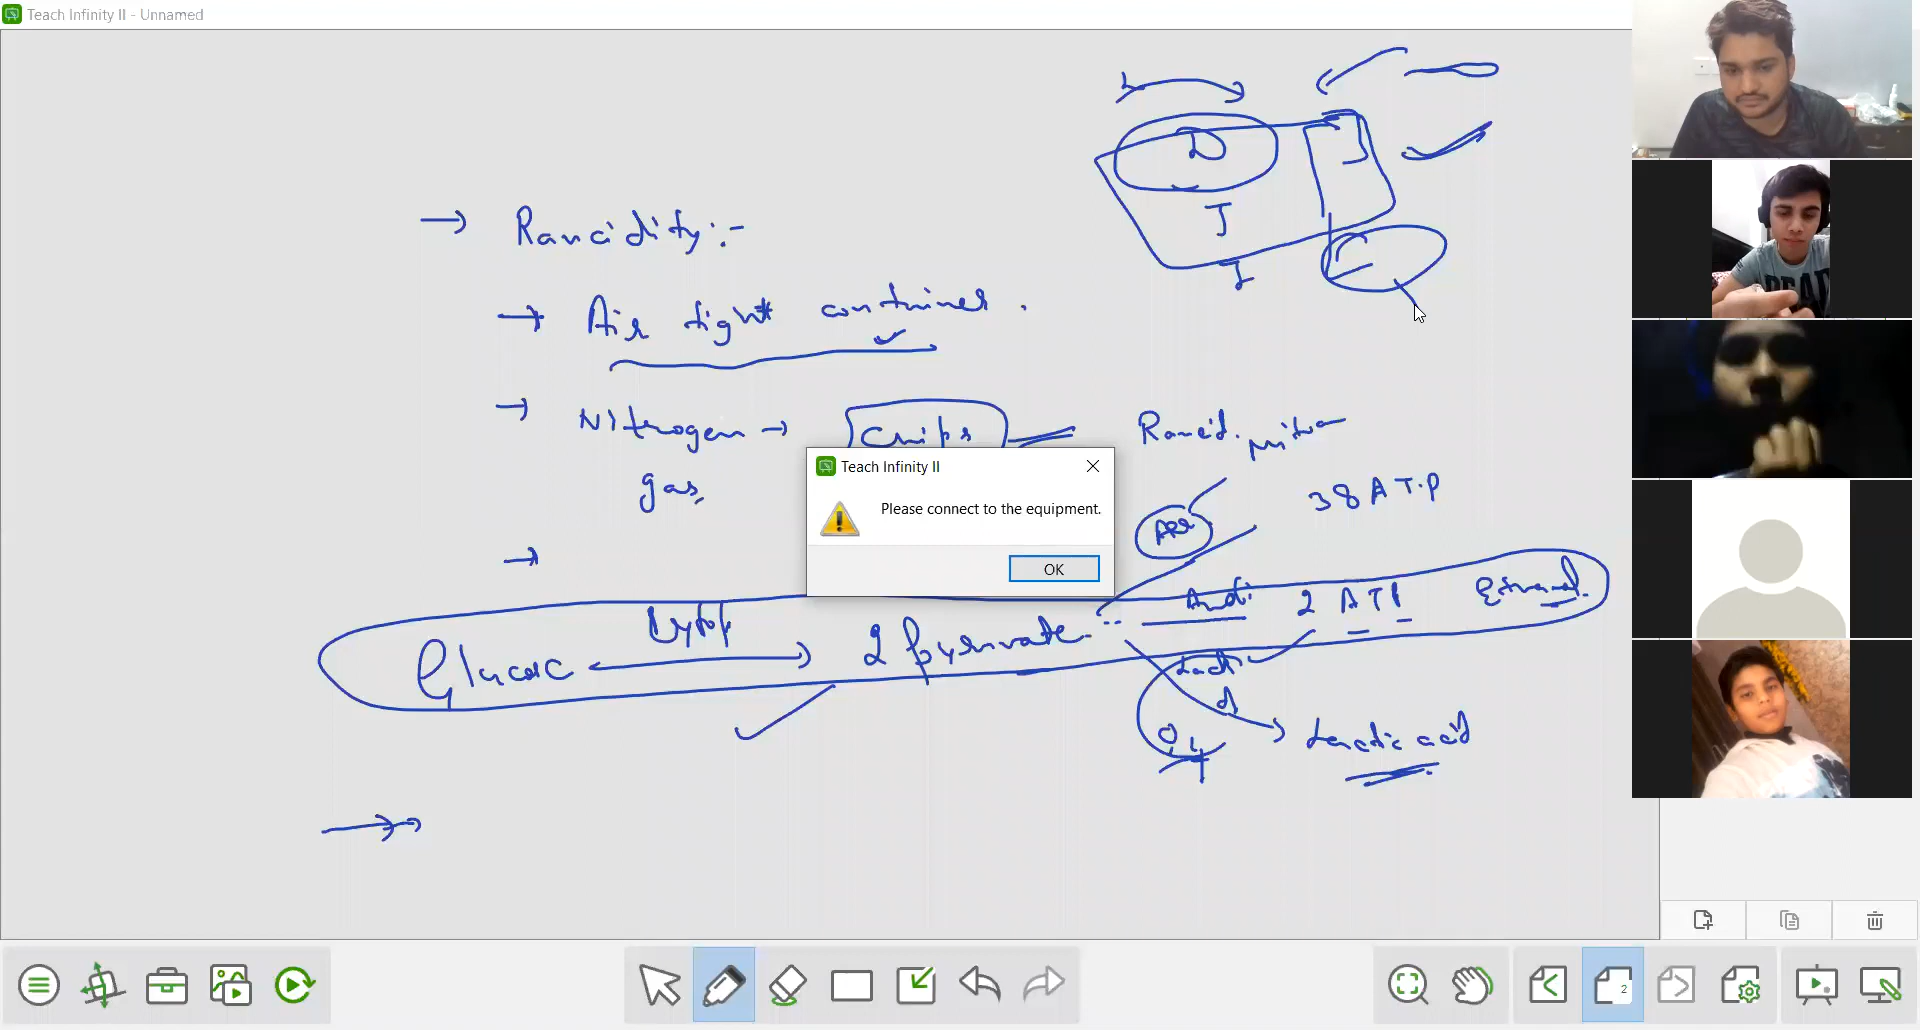 Teach Infinity II - Unnamed
D
J
I
→ Rancidity :-
→ Air tight container .
→ Nitrogen → Chips
gas
Rancid.
38 ATP
Teach Infinity II
Please connect to the equipment.
OK
→
Glucose
2 Pyruvate
2 ATP
Ethanol.
Lactic acid
2